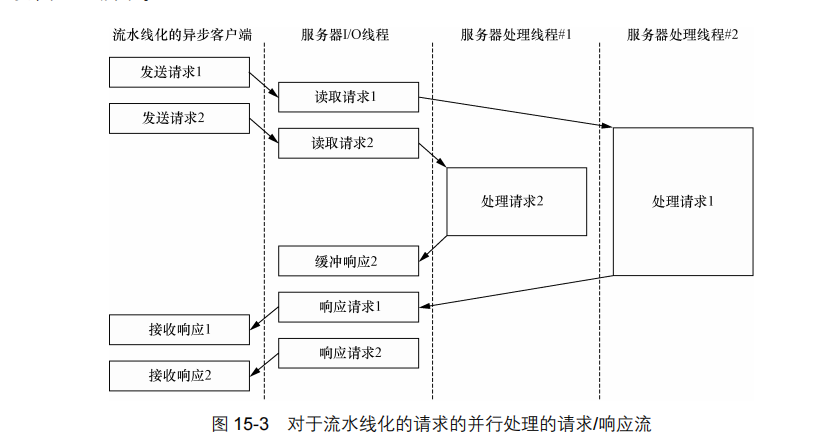 流水线化的异步客户端 服务器I/O线程 服务器处理线程#1 服务器处理线程#2
发送请求1
读取请求1
发送请求2
读取请求2
处理请求2
处理请求1
缓冲响应2
响应请求1
接收响应1
响应请求2
接收响应2
图 15-3 对于流水线化的请求的并行处理的请求/响应流